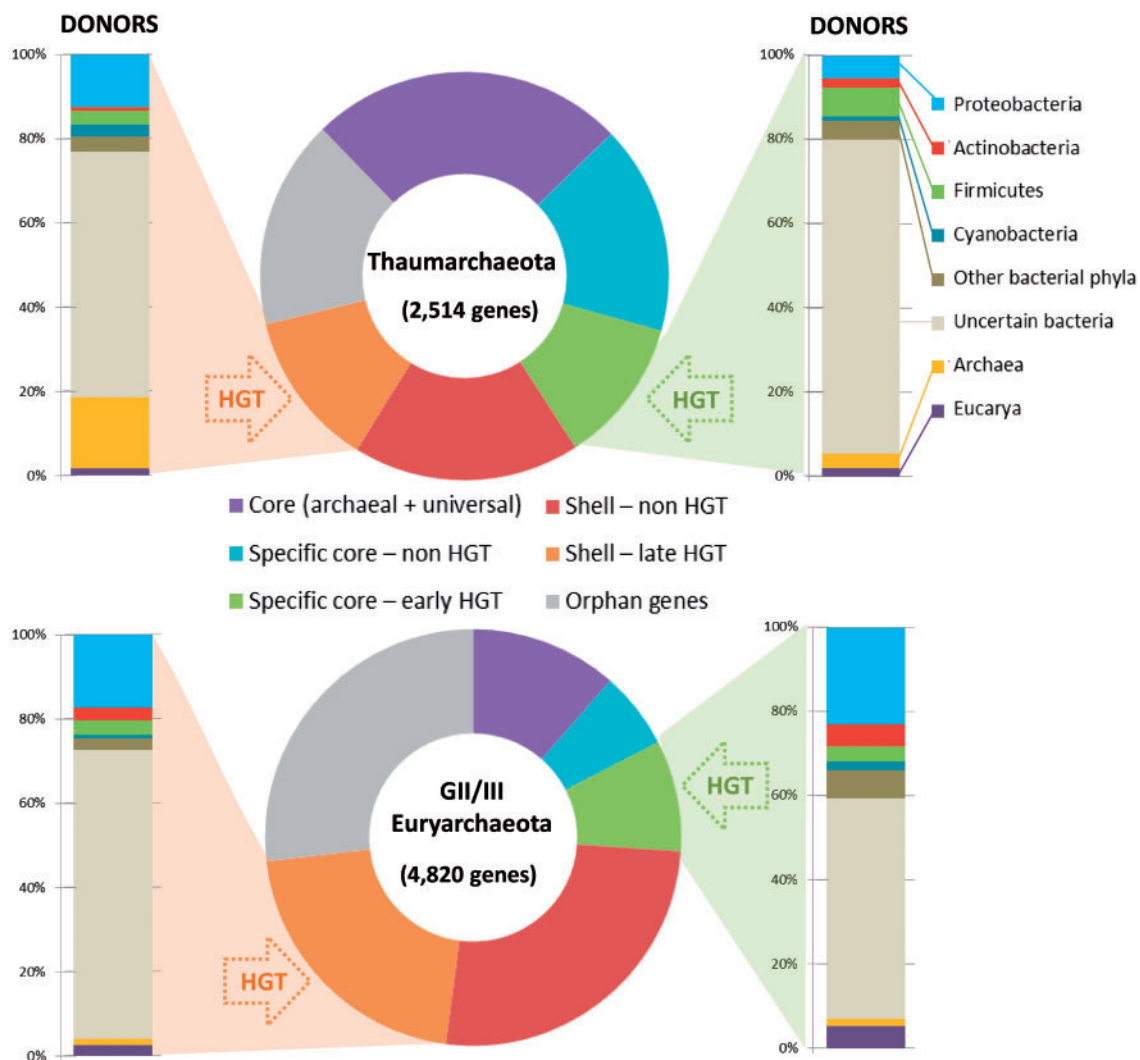 DONORS
100%
80%
60%
40%
20%
0%
HGT
Thaumarchaeota
(2,514 genes)
HGT
DONORS
100%
80%
60%
40%
20%
0%
Proteobacteria
Actinobacteria
Firmicutes
Cyanobacteria
Other bacterial phyla
Uncertain bacteria
Archaea
Eucarya
Core (archaeal + universal)
Shell – non HGT
Specific core – non HGT
Shell – late HGT
Specific core – early HGT
Orphan genes
100%
80%
60%
40%
20%
0%
HGT
GII/III
Euryarchaeota
(4,820 genes)
HGT
100%
80%
60%
40%
20%
0%